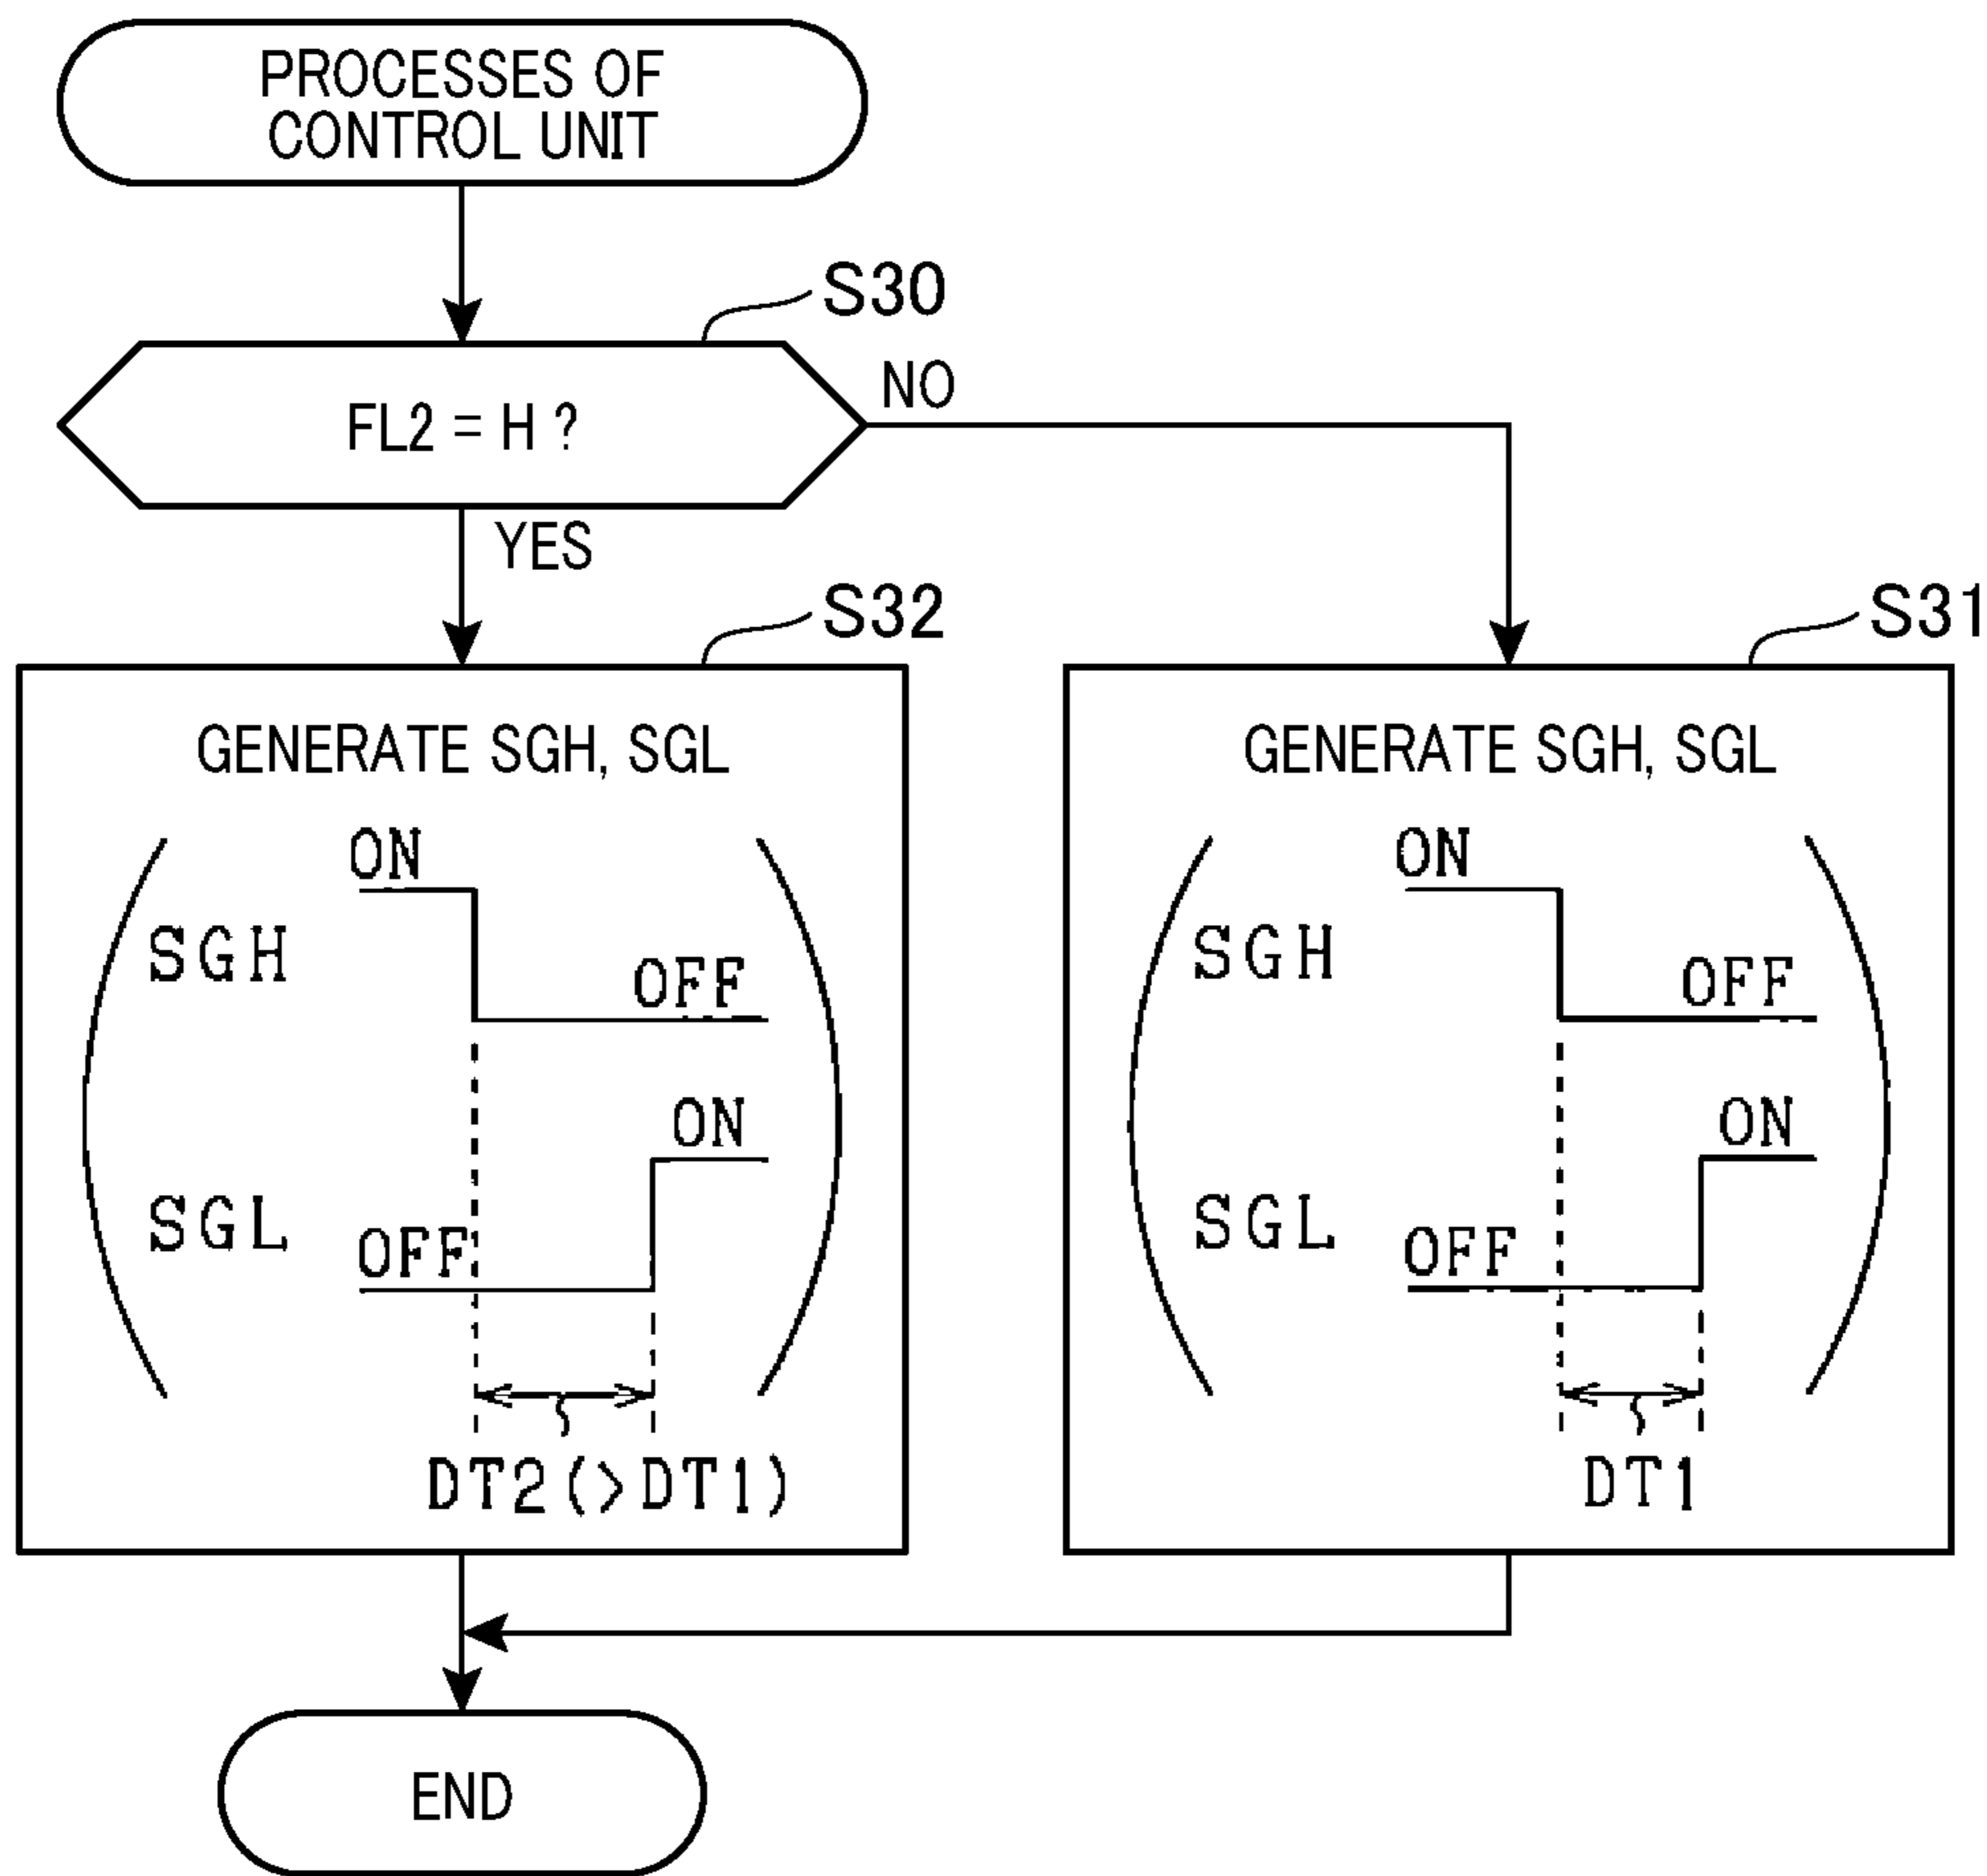 PROCESSES OF
CONTROL UNIT
S30
FL2 = H ?
NO
YES
S32
GENERATE SGH, SGL
ON
SGH
OFF
ON
SGL
OFF
DT2(>DT1)
S31
GENERATE SGH, SGL
ON
SGH
OFF
ON
SGL
OFF
DT1
END